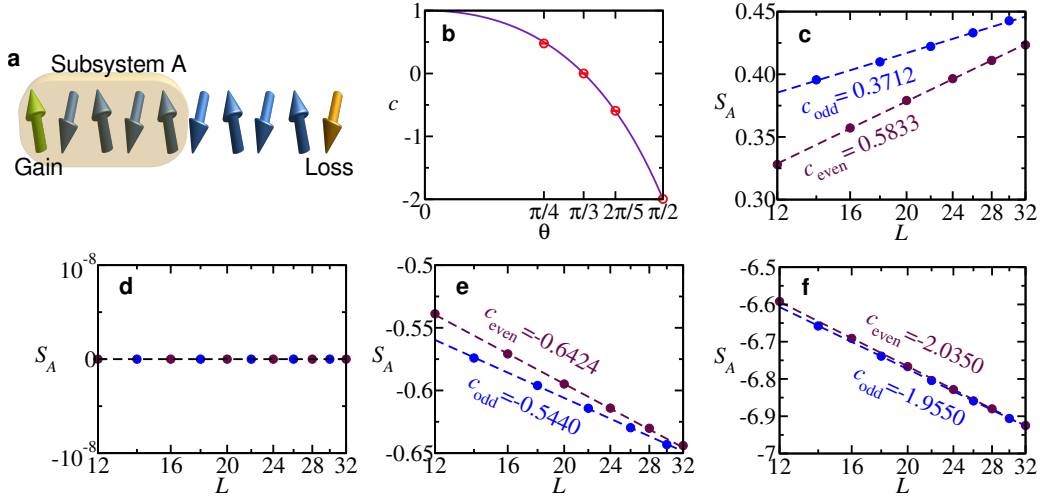 a
Subsystem A
Gain
Loss
b
c
1
0
-1
-2
0
π/4
π/3
2π/5
π/2
θ
c
S_A
0.45
0.40
0.35
0.30
c_odd=0.3712
c_even=0.5833
12
16
20
24
28
32
L
d
S_A
10^-8
0
-10^-8
12
16
20
24
28
32
L
e
S_A
-0.5
-0.55
-0.6
-0.65
c_even=-0.6424
c_odd=-0.5440
12
16
20
24
28
32
L
f
S_A
-6.5
-6.6
-6.7
-6.8
-6.9
-7
c_even=-2.0350
c_odd=-1.9550
12
16
20
24
28
32
L